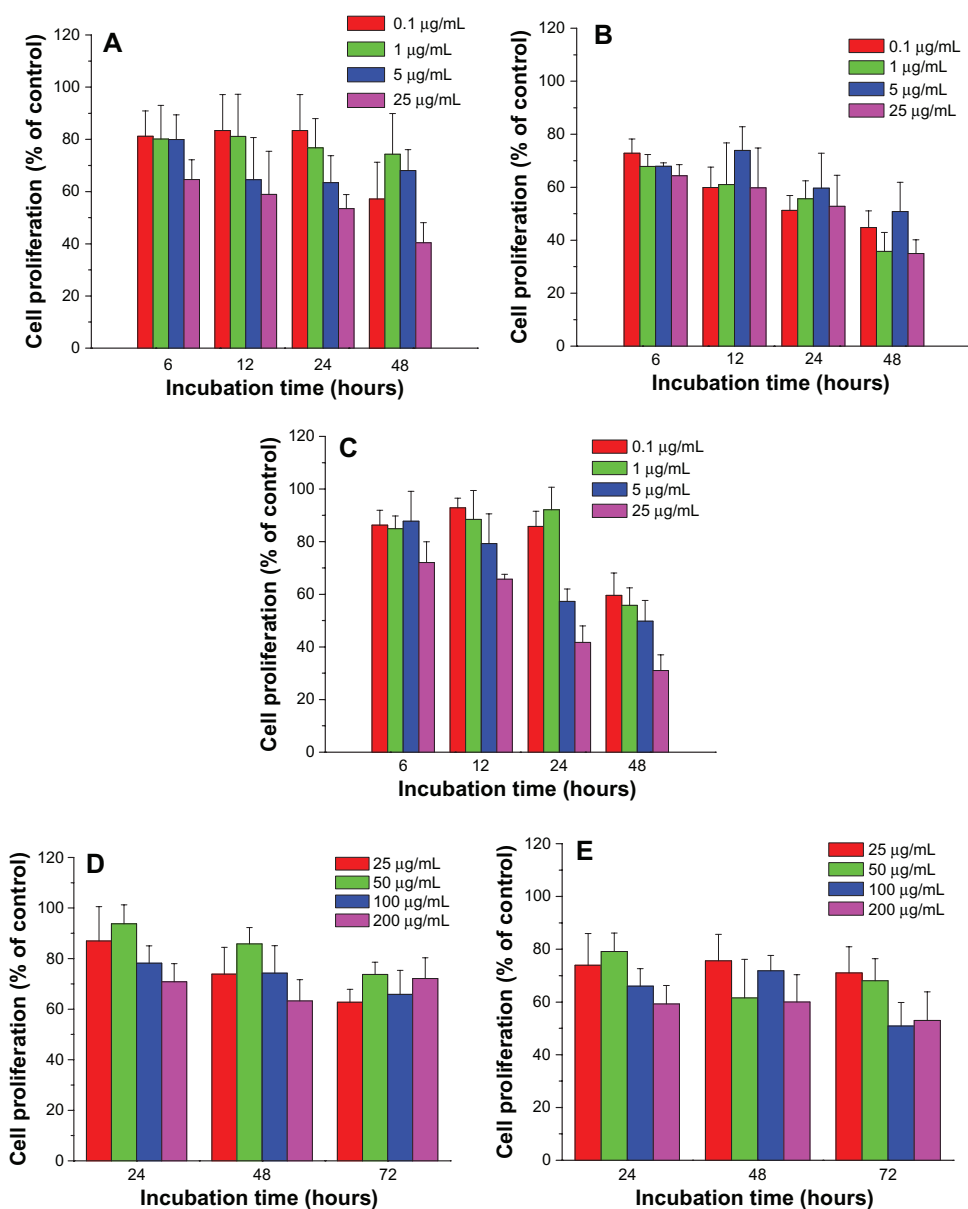 A
0.1 µg/mL
1 µg/mL
5 µg/mL
25 µg/mL
Cell proliferation (% of control)
120
100
80
60
40
20
0
6 12 24 48
Incubation time (hours)
B
0.1 µg/mL
1 µg/mL
5 µg/mL
25 µg/mL
Cell proliferation (% of control)
120
100
80
60
40
20
0
6 12 24 48
Incubation time (hours)
C
0.1 µg/mL
1 µg/mL
5 µg/mL
25 µg/mL
Cell proliferation (% of control)
120
100
80
60
40
20
0
6 12 24 48
Incubation time (hours)
D
25 µg/mL
50 µg/mL
100 µg/mL
200 µg/mL
Cell proliferation (% of control)
120
100
80
60
40
20
0
24 48 72
Incubation time (hours)
E
25 µg/mL
50 µg/mL
100 µg/mL
200 µg/mL
Cell proliferation (% of control)
120
100
80
60
40
20
0
24 48 72
Incubation time (hours)